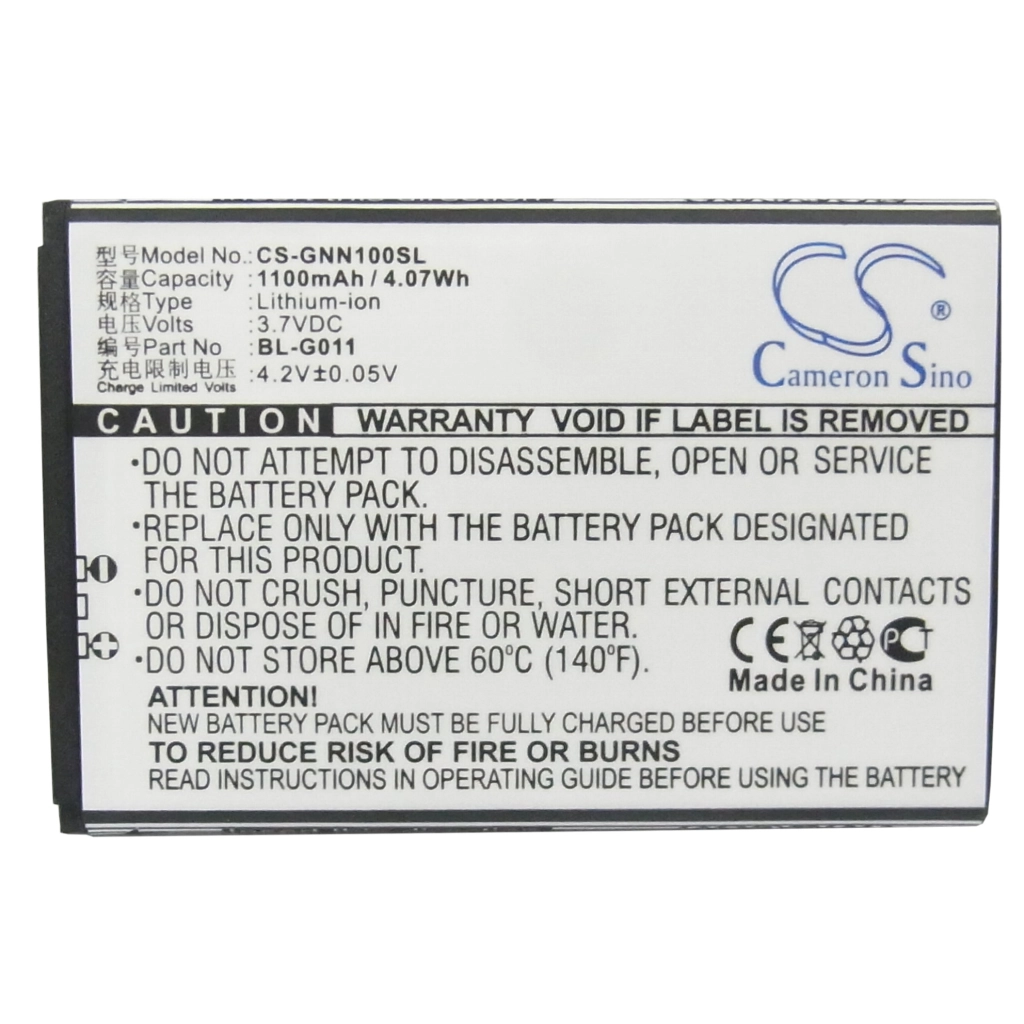 型号Model No.: CS-GNN100SL
容量Capacity : 1100mAh / 4.07Wh
规格Type : Lithium-ion
电压Volts : 3.7VDC
编号Part No : BL-G011
充电限制电压 : 4.2V±0.05V
Charge Limited Volts
CS ®
Cameron Sino
CAUTION WARRANTY VOID IF LABEL IS REMOVED
•DO NOT ATTEMPT TO DISASSEMBLE, OPEN OR SERVICE
THE BATTERY PACK.
•REPLACE ONLY WITH THE BATTERY PACK DESIGNATED
FOR THIS PRODUCT.
•DO NOT CRUSH, PUNCTURE, SHORT EXTERNAL CONTACTS
OR DISPOSE OF IN FIRE OR WATER.
•DO NOT STORE ABOVE 60°C (140°F).
CE PCT
Made In China
ATTENTION!
NEW BATTERY PACK MUST BE FULLY CHARGED BEFORE USE
TO REDUCE RISK OF FIRE OR BURNS
READ INSTRUCTIONS IN OPERATING GUIDE BEFORE USING THE BATTERY